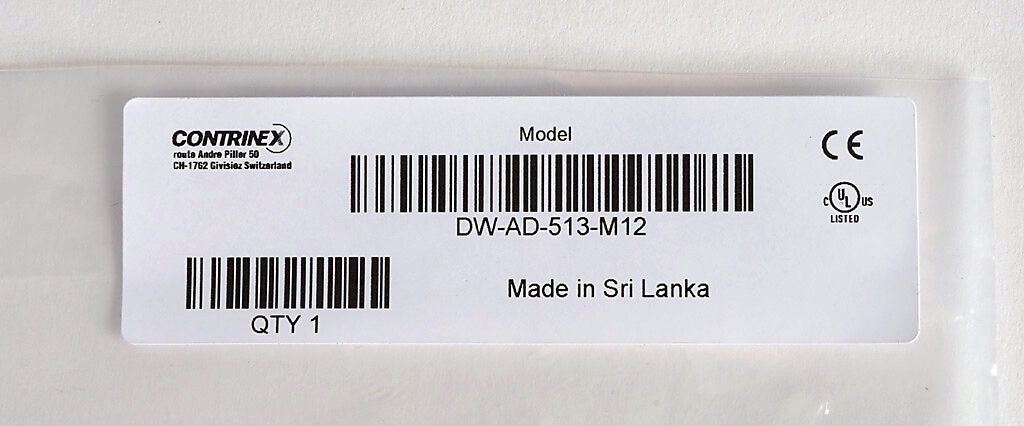 CONTRINEX
route André Piller 50
CH-1762 Givisiez Switzerland
Model
DW-AD-513-M12
CE
C UL US
LISTED
QTY 1
Made in Sri Lanka